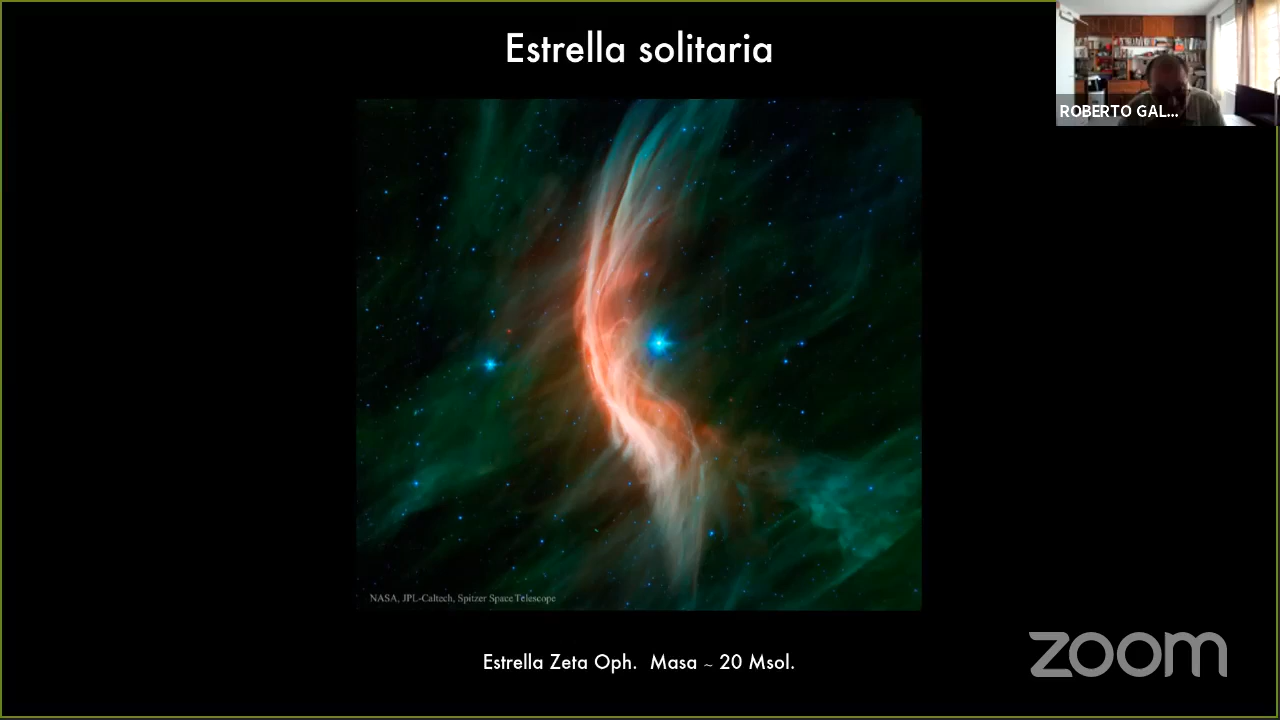 Estrella solitaria
ROBERTO GAL...
NASA, JPL-Caltech, Spitzer Space Telescope
Estrella Zeta Oph. Masa ~ 20 Msol.
zoom